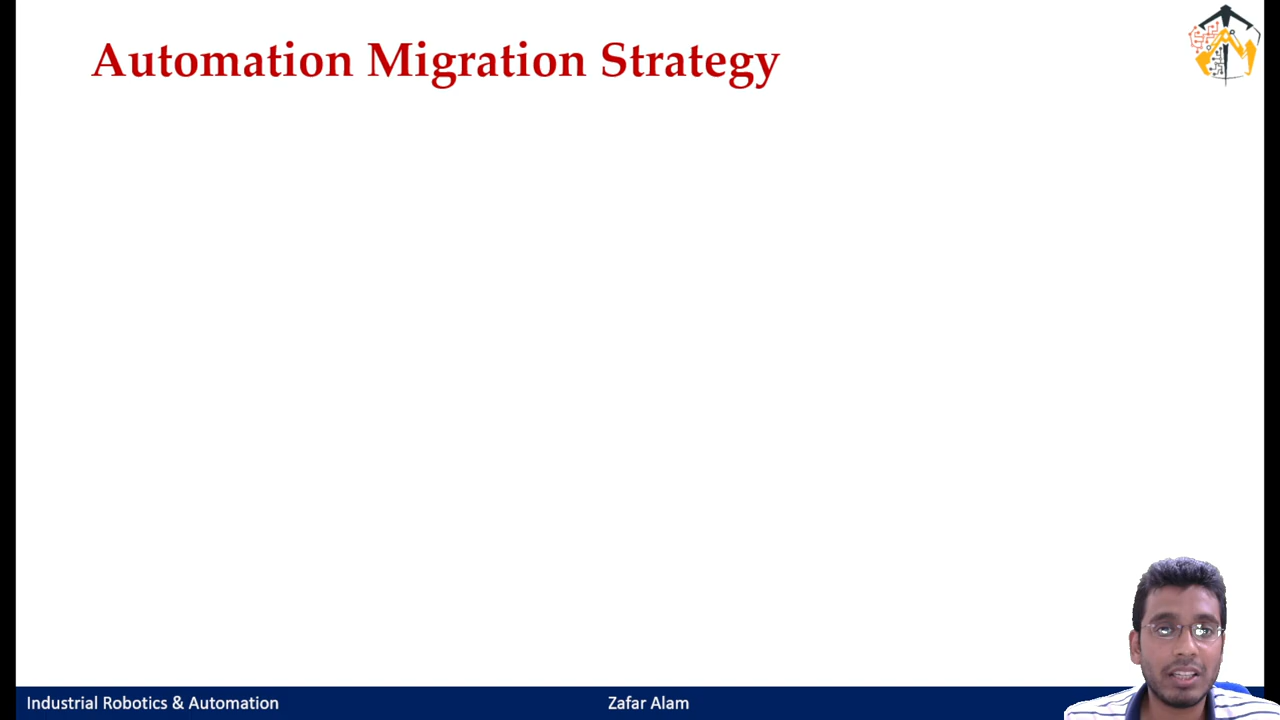 Automation Migration Strategy
Industrial Robotics & Automation
Zafar Alam